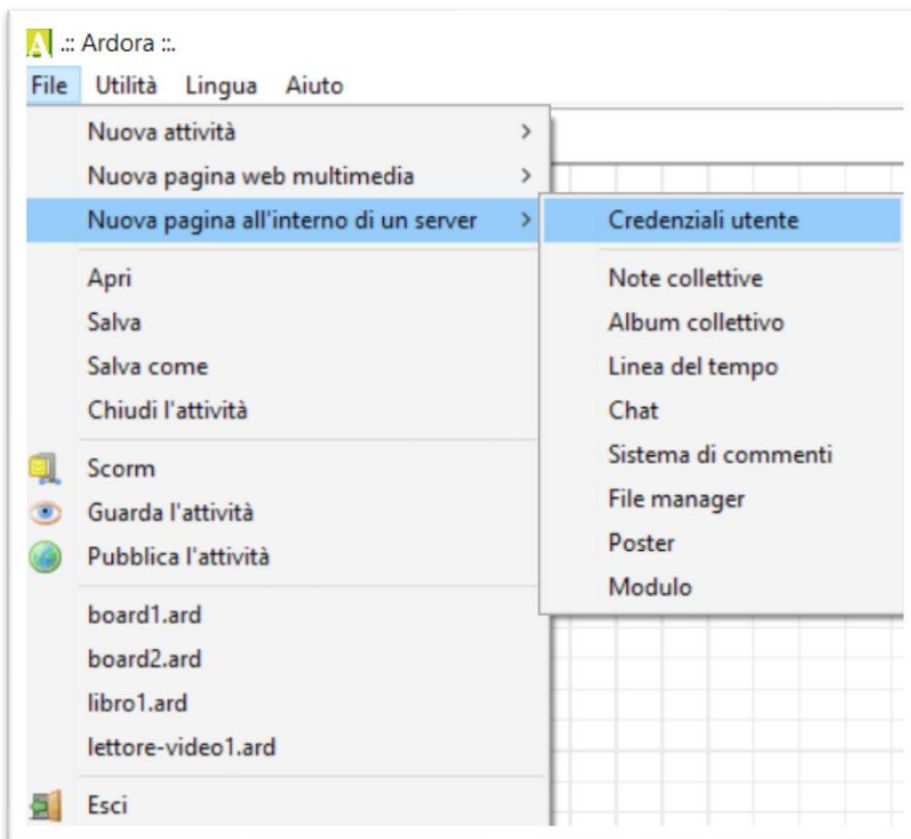 .:: Ardora ::.
File Utilità Lingua Aiuto
Nuova attività
Nuova pagina web multimedia
Nuova pagina all'interno di un server
Apri
Salva
Salva come
Chiudi l'attività
Scorm
Guarda l'attività
Pubblica l'attività
board1.ard
board2.ard
libro1.ard
lettore-video1.ard
Esci
Credenziali utente
Note collettive
Album collettivo
Linea del tempo
Chat
Sistema di commenti
File manager
Poster
Modulo